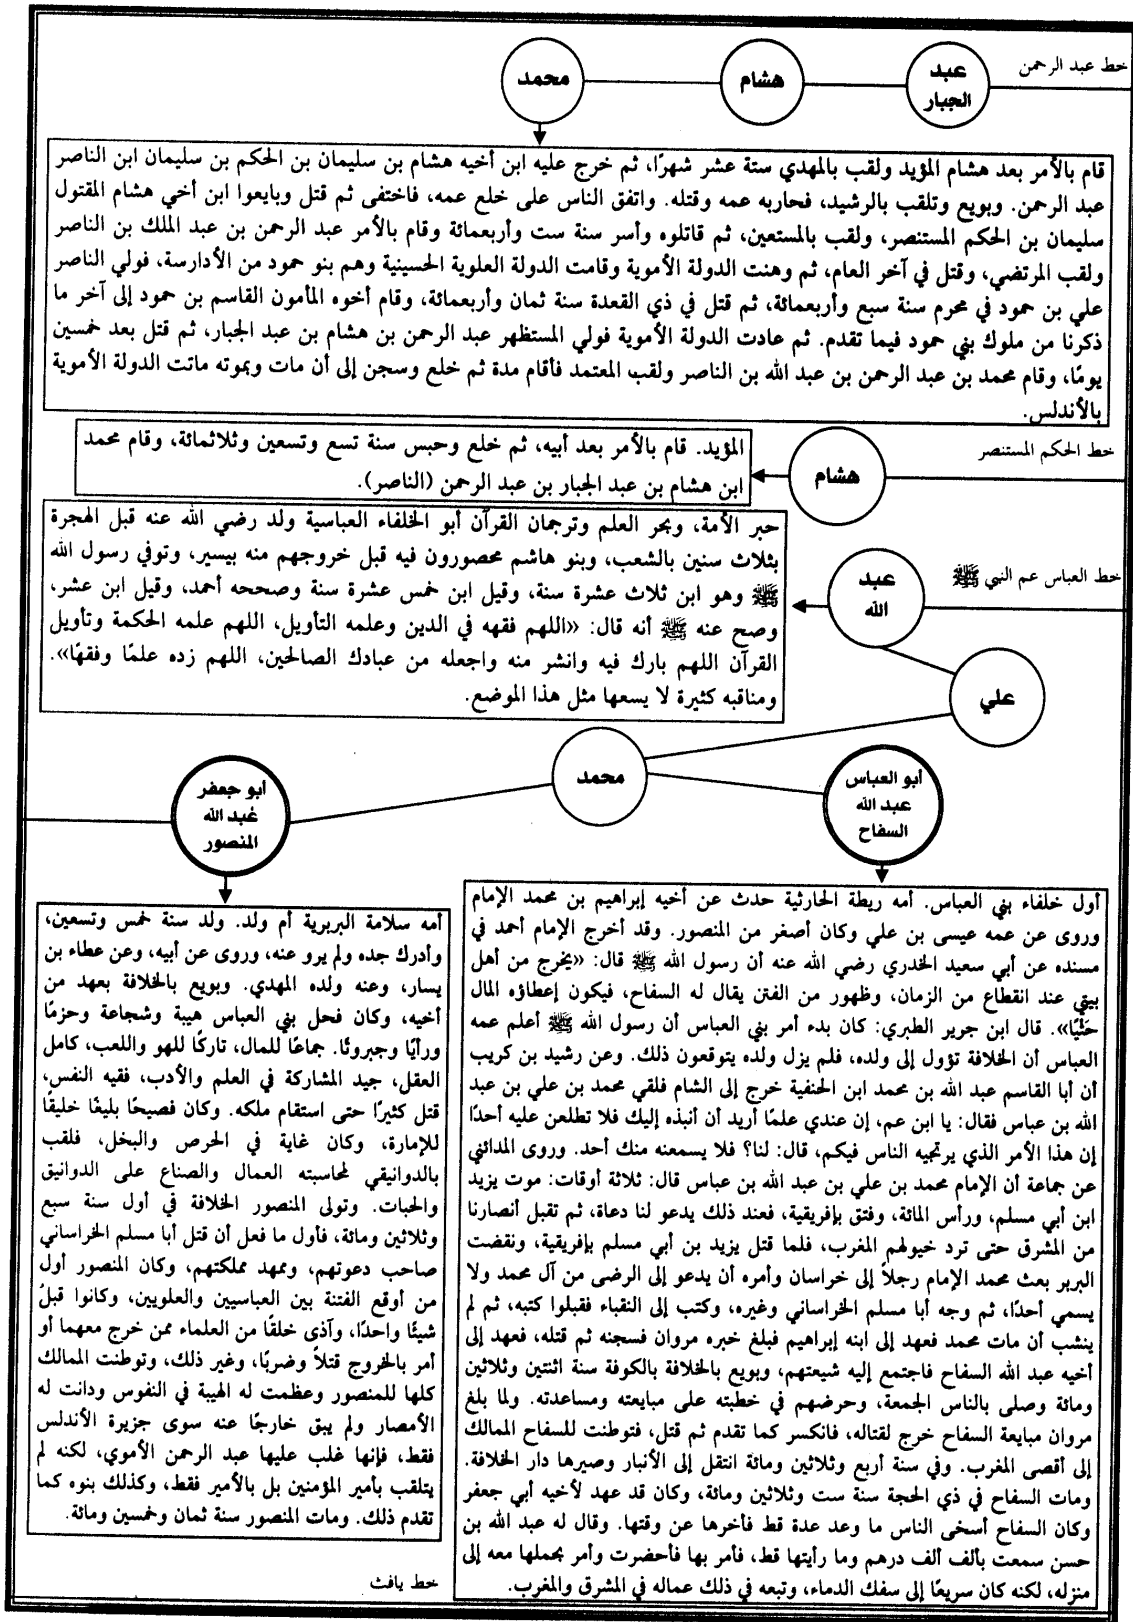 خط عبد الرحمن
عبد
الجبار
هشام
محمد
قام بالأمر بعد هشام المؤيد ولقب بالمهدي ستة عشر شهرًا، ثم خرج عليه ابن أخيه هشام بن سليمان بن الحكم بن سليمان ابن الناصر
عبد الرحمن. وبويع وتلقب بالرشيد، فحاربه عمه وقتله. واتفق الناس على خلع عمه، فاختفى ثم قتل وبايعوا ابن أخي هشام المقتول
سليمان بن الحكم المستنصر، ولقب بالمستعين، ثم قاتلوه وأسر سنة ست وأربعمائة وقام بالأمر عبد الرحمن بن عبد الملك بن الناصر
ولقب المرتضي، وقتل في آخر العام، ثم وهنت الدولة الأموية وقامت الدولة العلوية الحسينية وهم بنو حمود من الأدارسة، فولي الناصر
علي بن حمود في محرم سنة سبع وأربعمائة، ثم قتل في ذي القعدة سنة ثمان وأربعمائة، وقام أخوه المأمون القاسم بن حمود إلى آخر ما
ذكرنا من ملوك بني حمود فيما تقدم. ثم عادت الدولة الأموية فولي المستظهر عبد الرحمن بن هشام بن عبد الجبار، ثم قتل بعد خمسين
يومًا، وقام محمد بن عبد الرحمن بن عبد الله بن الناصر ولقب المعتمد فأقام مدة ثم خلع وسجن إلى أن مات وبموته ماتت الدولة الأموية
بالأندلس.
خط الحكم المستنصر
هشام
المؤيد. قام بالأمر بعد أبيه، ثم خلع وحبس سنة تسع وتسعين وثلاثمائة، وقام محمد
ابن هشام بن عبد الجبار بن عبد الرحمن (الناصر).
خط العباس عم النبي ﷺ
عبد
الله
حبر الأمة، وبحر العلم وترجمان القرآن أبو الخلفاء العباسية ولد رضي الله عنه قبل الهجرة
بثلاث سنين بالشعب، وبنو هاشم محصورون فيه قبل خروجهم منه بيسير، وتوفي رسول الله
ﷺ وهو ابن ثلاث عشرة سنة، وقيل ابن خمس عشرة سنة وصححه أحمد، وقيل ابن عشر،
وصح عنه ﷺ أنه قال: «اللهم فقهه في الدين وعلمه التأويل، اللهم علمه الحكمة وتأويل
القرآن اللهم بارك فيه وانشر منه واجعله من عبادك الصالحين، اللهم زده علمًا وفقهًا».
ومناقبه كثيرة لا يسعها مثل هذا الموضع.
علي
محمد
أبو العباس
عبد الله
السفاح
أبو جعفر
عبد الله
المنصور
أول خلفاء بني العباس. أمه ريطة الحارثية حدث عن أخيه إبراهيم بن محمد الإمام
وروى عن عمه عيسى بن علي وكان أصغر من المنصور. وقد أخرج الإمام أحمد في
مسنده عن أبي سعيد الخدري رضي الله عنه أن رسول الله ﷺ قال: «يخرج من أهل
بيتي عند انقطاع من الزمان، وظهور من الفتن يقال له السفاح، فيكون إعطاؤه المال
حَثْيًا». قال ابن جرير الطبري: كان بدء أمر بني العباس أن رسول الله ﷺ أعلم عمه
العباس أن الخلافة تؤول إلى ولده، فلم يزل ولده يتوقعون ذلك. وعن رشيد بن كريب
أن أبا القاسم عبد الله بن محمد ابن الحنفية خرج إلى الشام فلقي محمد بن علي بن عبد
الله بن عباس فقال: يا ابن عم، إن عندي علمًا أريد أن أنبذه إليك فلا تطلعن عليه أحدًا
إن هذا الأمر الذي يرتجيه الناس فيكم، قال: لنا؟ فلا يسمعنه منك أحد. وروى المدائني
عن جماعة أن الإمام محمد بن علي بن عبد الله بن عباس قال: ثلاثة أوقات: موت يزيد
ابن أبي مسلم، ورأس المائة، وفتق بإفريقية، فعند ذلك يدعو لنا دعاة، ثم تقبل أنصارنا
من المشرق حتى ترد خيولهم المغرب، فلما قتل يزيد بن أبي مسلم بإفريقية، ونقضت
البربر بعث محمد الإمام رجلاً إلى خراسان وأمره أن يدعو إلى الرضى من آل محمد ولا
يسمي أحدًا، ثم وجه أبا مسلم الخراساني وغيره، وكتب إلى النقباء فقبلوا كتبه، ثم لم
ينشب أن مات محمد فعهد إلى ابنه إبراهيم فبلغ خبره مروان فسجنه ثم قتله، فعهد إلى
أخيه عبد الله السفاح فاجتمع إليه شيعتهم، وبويع بالخلافة بالكوفة سنة اثنتين وثلاثين
ومائة وصلى بالناس الجمعة، وحرضهم في خطبته على مبايعته ومساعدته. ولما بلغ
مروان مبايعة السفاح خرج لقتاله، فانكسر كما تقدم ثم قتل، فتوطنت للسفاح الممالك
إلى أقصى المغرب. وفي سنة أربع وثلاثين ومائة انتقل إلى الأنبار وصيرها دار الخلافة.
ومات السفاح في ذي الحجة سنة ست وثلاثين ومائة، وكان قد عهد لأخيه أبي جعفر
وكان السفاح أسخى الناس ما وعد عدة قط فأخرها عن وقتها. وقال له عبد الله بن
حسن سمعت بألف ألف درهم وما رأيتها قط، فأمر بها فأحضرت وأمر بحملها معه إلى
منزله، لكنه كان سريعًا إلى سفك الدماء، وتبعه في ذلك عماله في المشرق والمغرب.
أمه سلامة البربرية أم ولد. ولد سنة خمس وتسعين،
وأدرك جده ولم يرو عنه، وروى عن أبيه، وعن عطاء بن
يسار، وعنه ولده المهدي. وبويع بالخلافة بعهد من
أخيه، وكان فحل بني العباس هيبة وشجاعة وحزمًا
ورأيًا وجبروتًا. جماعًا للمال، تاركًا للهو واللعب، كامل
العقل، جيد المشاركة في العلم والأدب، فقيه النفس،
قتل كثيرًا حتى استقام ملكه. وكان فصيحًا بليغًا خليقًا
للإمارة، وكان غاية في الحرص والبخل، فلقب
بالدوانيقي لمحاسبته العمال والصناع على الدوانيق
والحبات. وتولى المنصور الخلافة في أول سنة سبع
وثلاثين ومائة، فأول ما فعل أن قتل أبا مسلم الخراساني
صاحب دعوتهم، وممهد مملكتهم، وكان المنصور أول
من أوقع الفتنة بين العباسيين والعلويين، وكانوا قبلُ
شيئًا واحدًا، وآذى خلقًا من العلماء ممن خرج معهما أو
أمر بالخروج قتلاً وضربًا، وغير ذلك، وتوطنت الممالك
كلها للمنصور وعظمت له الهيبة في النفوس ودانت له
الأمصار ولم يبق خارجًا عنه سوى جزيرة الأندلس
فقط، فإنها غلب عليها عبد الرحمن الأموي، لكنه لم
يتلقب بأمير المؤمنين بل بالأمير فقط، وكذلك بنوه كما
تقدم ذلك. ومات المنصور سنة ثمان وخمسين ومائة.
خط يافث